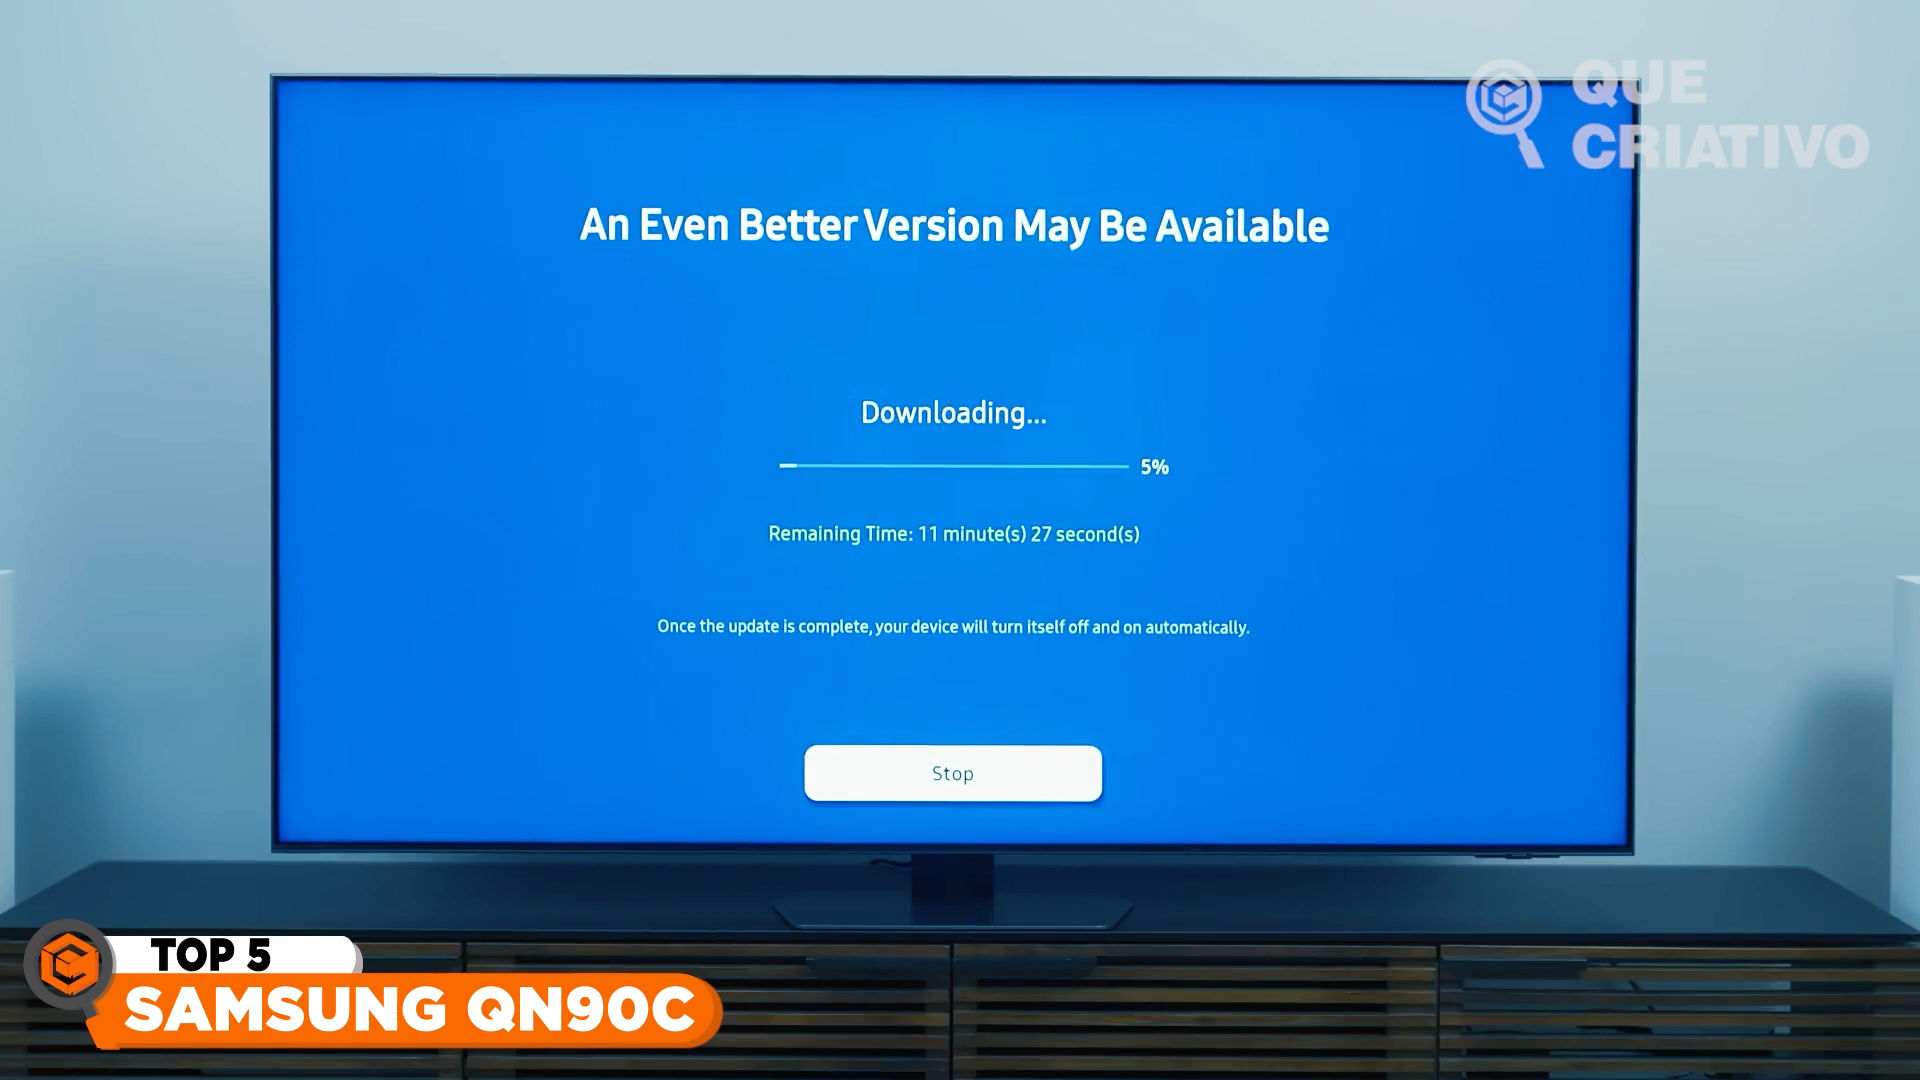 QUE
CRIATIVO
An Even Better Version May Be Available
Downloading...
5%
Remaining Time: 11 minute(s) 27 second(s)
Once the update is complete, your device will turn itself off and on automatically.
Stop
TOP 5
SAMSUNG QN90C